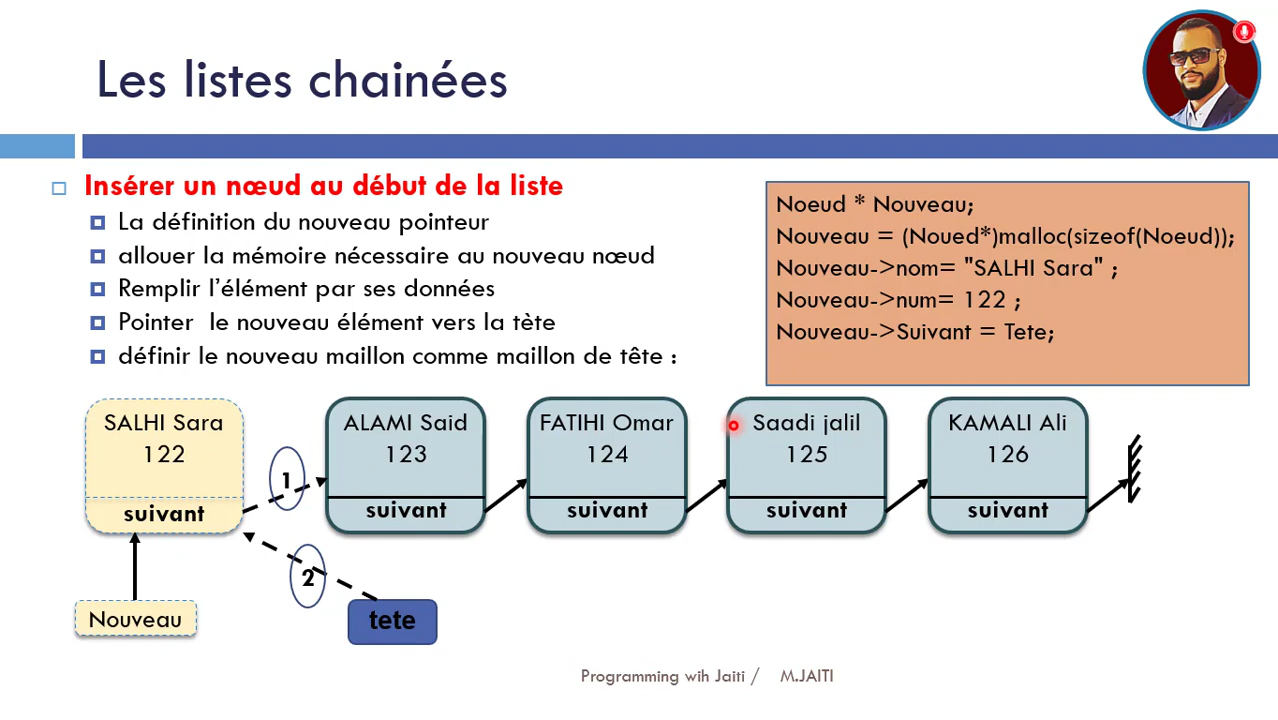 Les listes chainées
Insérer un nœud au début de la liste
La définition du nouveau pointeur
allouer la mémoire nécessaire au nouveau nœud
Remplir l'élément par ses données
Pointer le nouveau élément vers la tète
définir le nouveau maillon comme maillon de tête :
Noeud * Nouveau;
Nouveau = (Noued*)malloc(sizeof(Noeud));
Nouveau->nom= "SALHI Sara" ;
Nouveau->num= 122 ;
Nouveau->Suivant = Tete;
SALHI Sara
122
suivant
1
ALAMI Said
123
suivant
FATIHI Omar
124
suivant
Saadi jalil
125
suivant
KAMALI Ali
126
suivant
2
Nouveau
tete
Programming wih Jaiti / M.JAITI